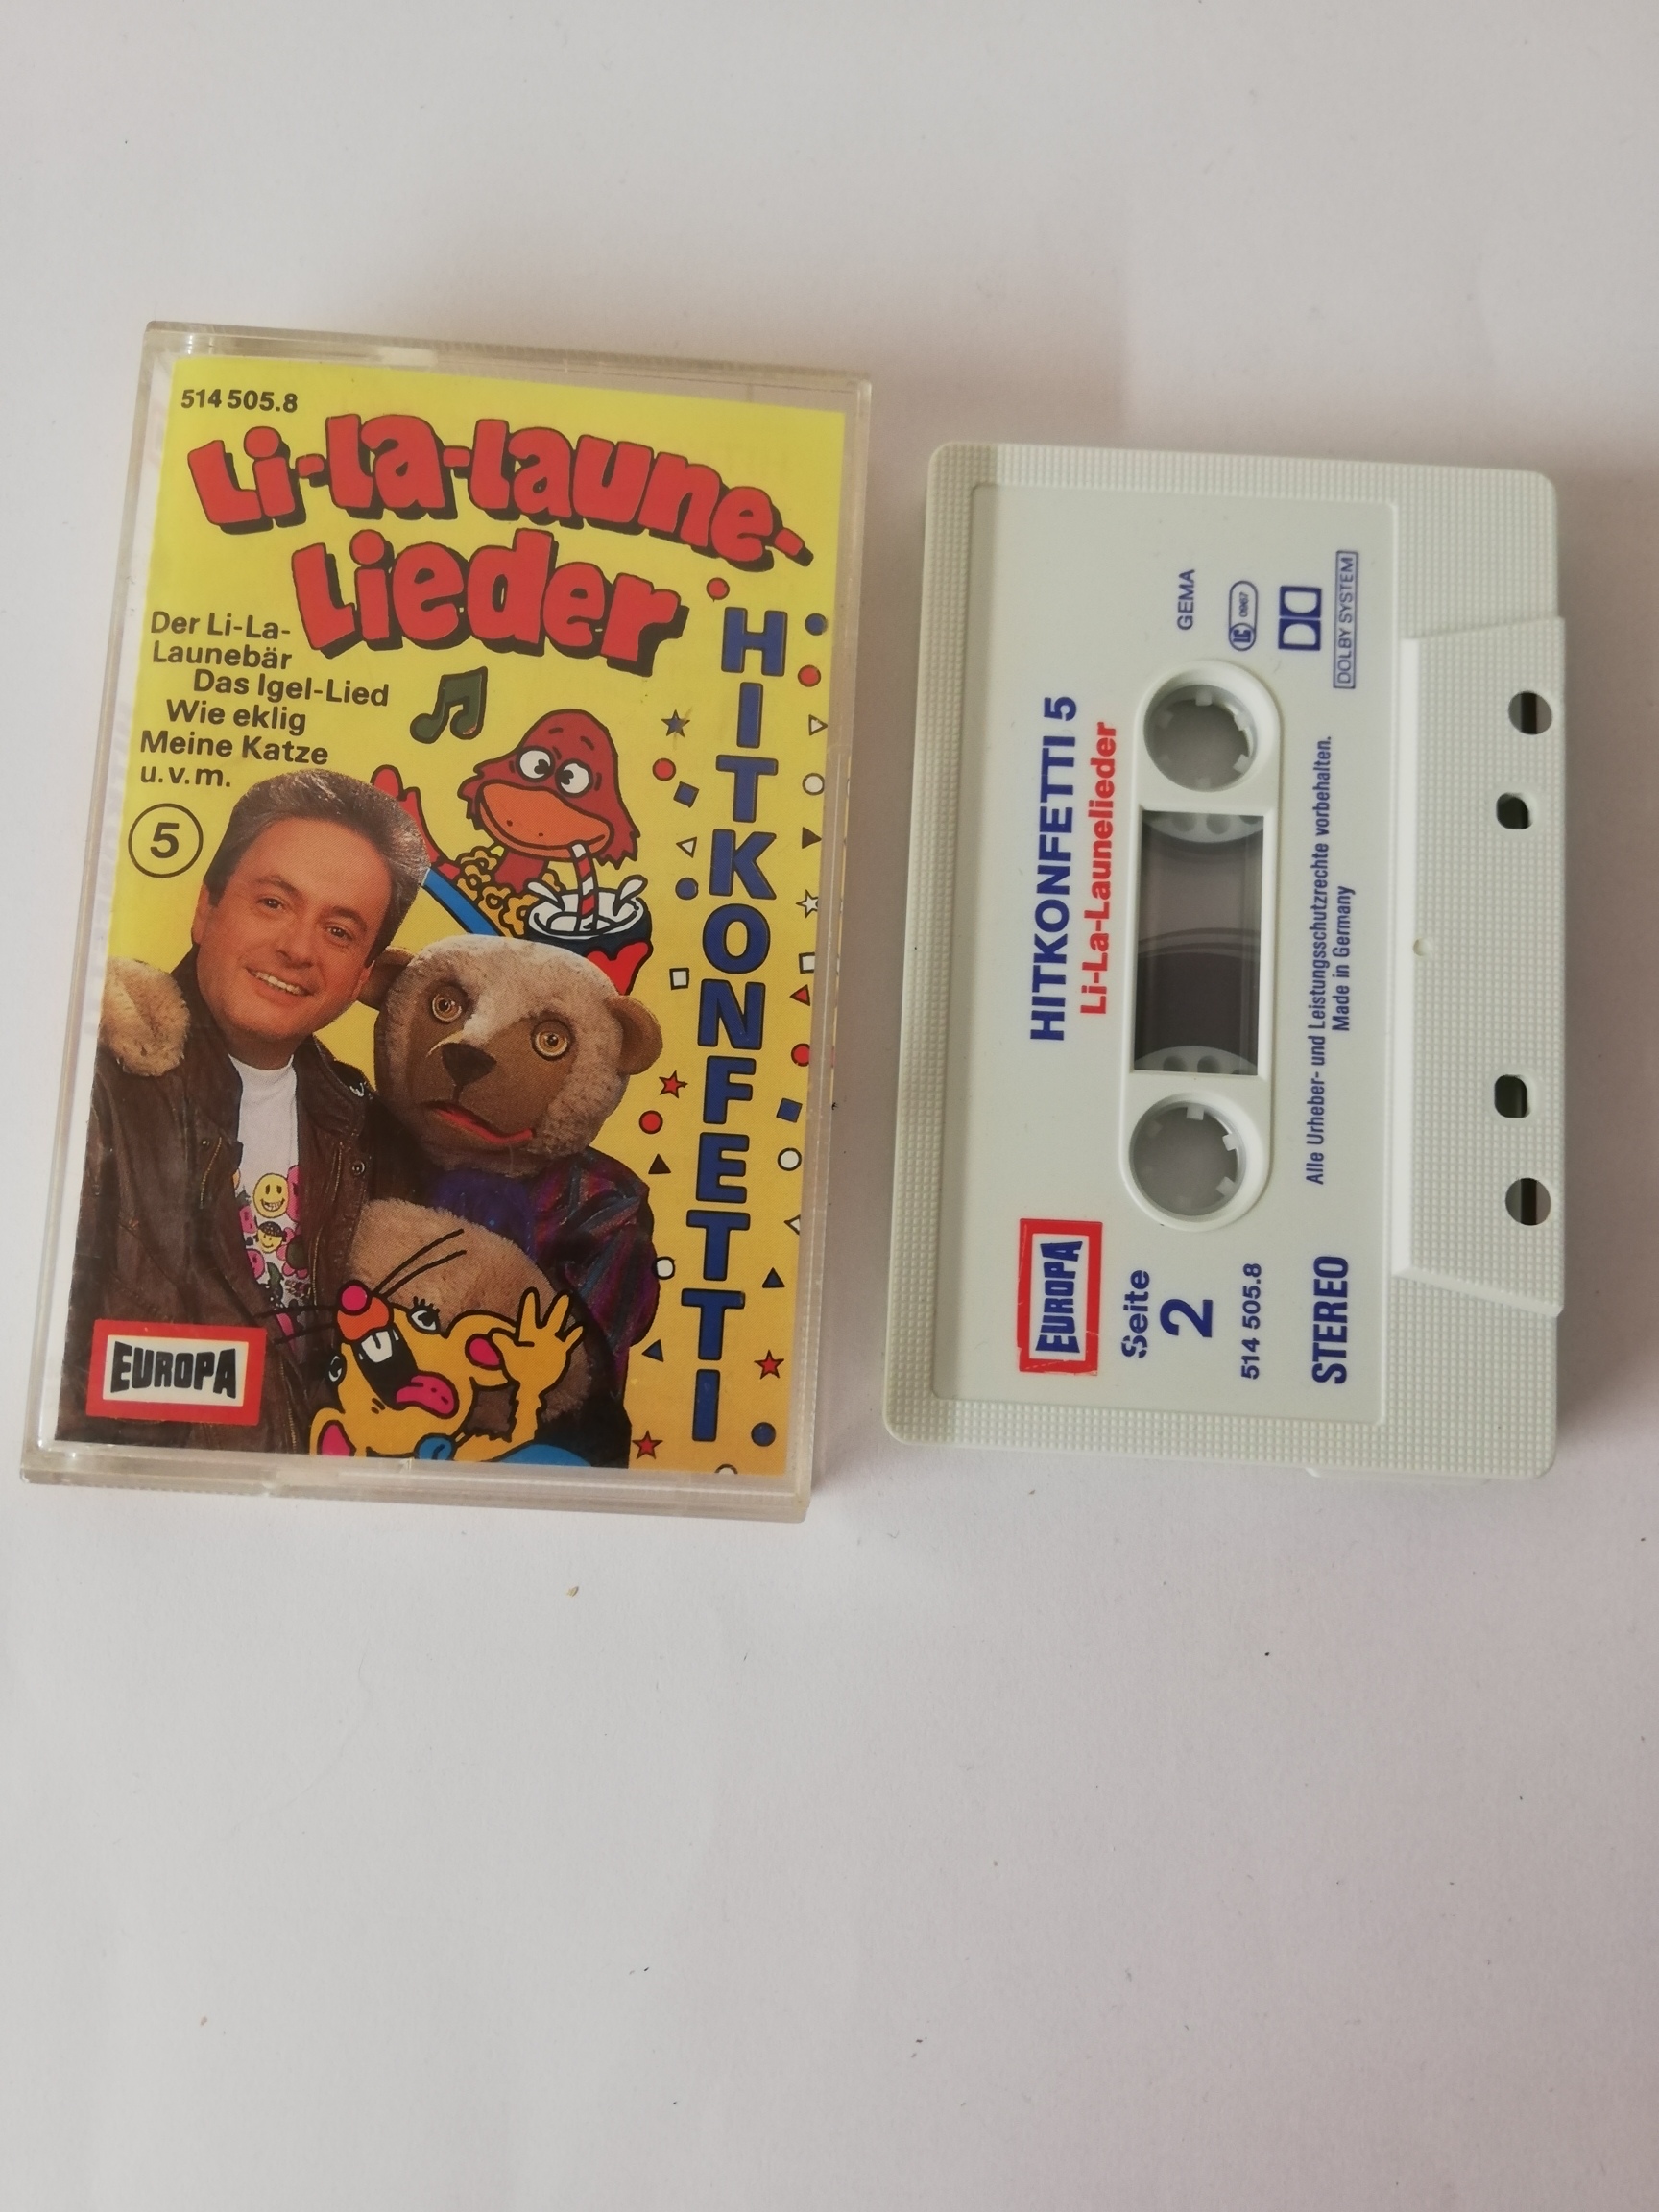 514 505.8
Li-La-Laune-
Lieder
Der Li-La-
Launebär
Das Igel-Lied
Wie eklig
Meine Katze
u.v.m.
5
HITKONFETTI
EUROPA
HITKONFETTI 5
Li-La-Launelieder
EUROPA
Seite
2
514 505.8
STEREO
GEMA
LC 0967
DOLBY SYSTEM
Alle Urheber- und Leistungsschutzrechte vorbehalten.
Made in Germany